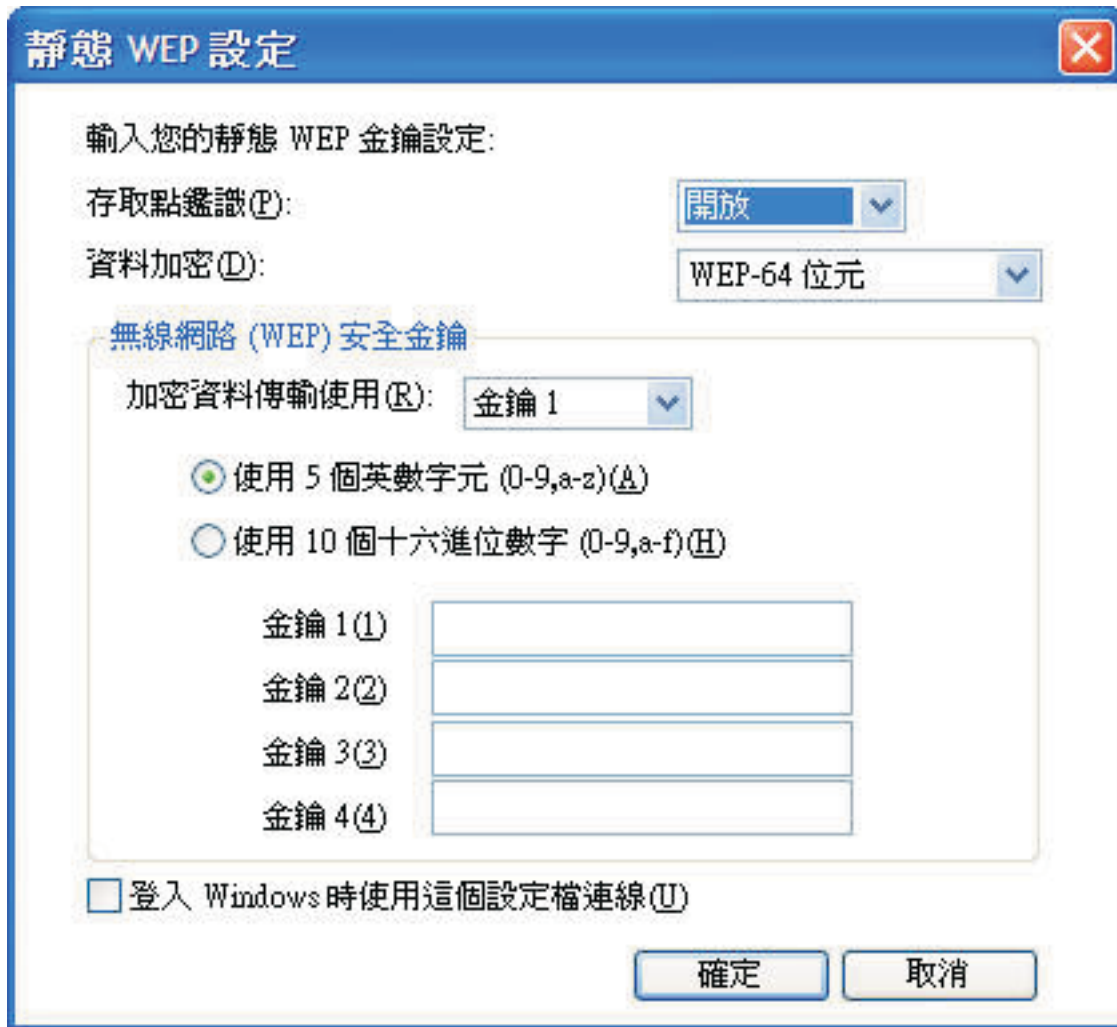 靜態 WEP 設定
輸入您的靜態 WEP 金鑰設定:
存取點鑑識(P): 開放
資料加密(D): WEP-64 位元
無線網路 (WEP) 安全金鑰
加密資料傳輸使用(R): 金鑰 1
使用 5 個英數字元 (0-9,a-z)(A)
使用 10 個十六進位數字 (0-9,a-f)(H)
金鑰 1(1)
金鑰 2(2)
金鑰 3(3)
金鑰 4(4)
登入 Windows 時使用這個設定檔連線(U)
確定 取消